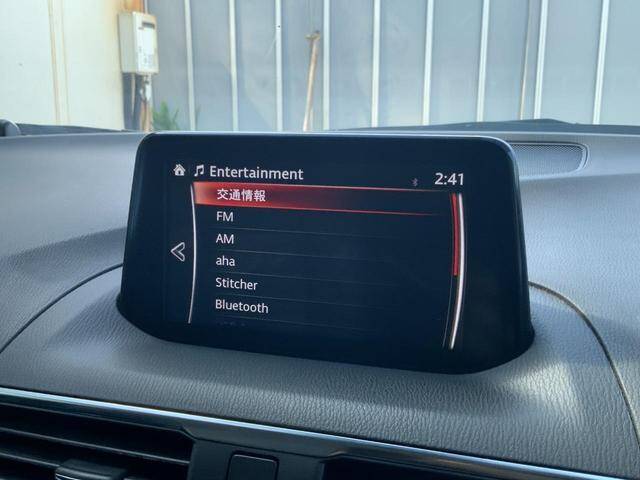 Entertainment
2:41
交通情報
FM
AM
aha
Stitcher
Bluetooth